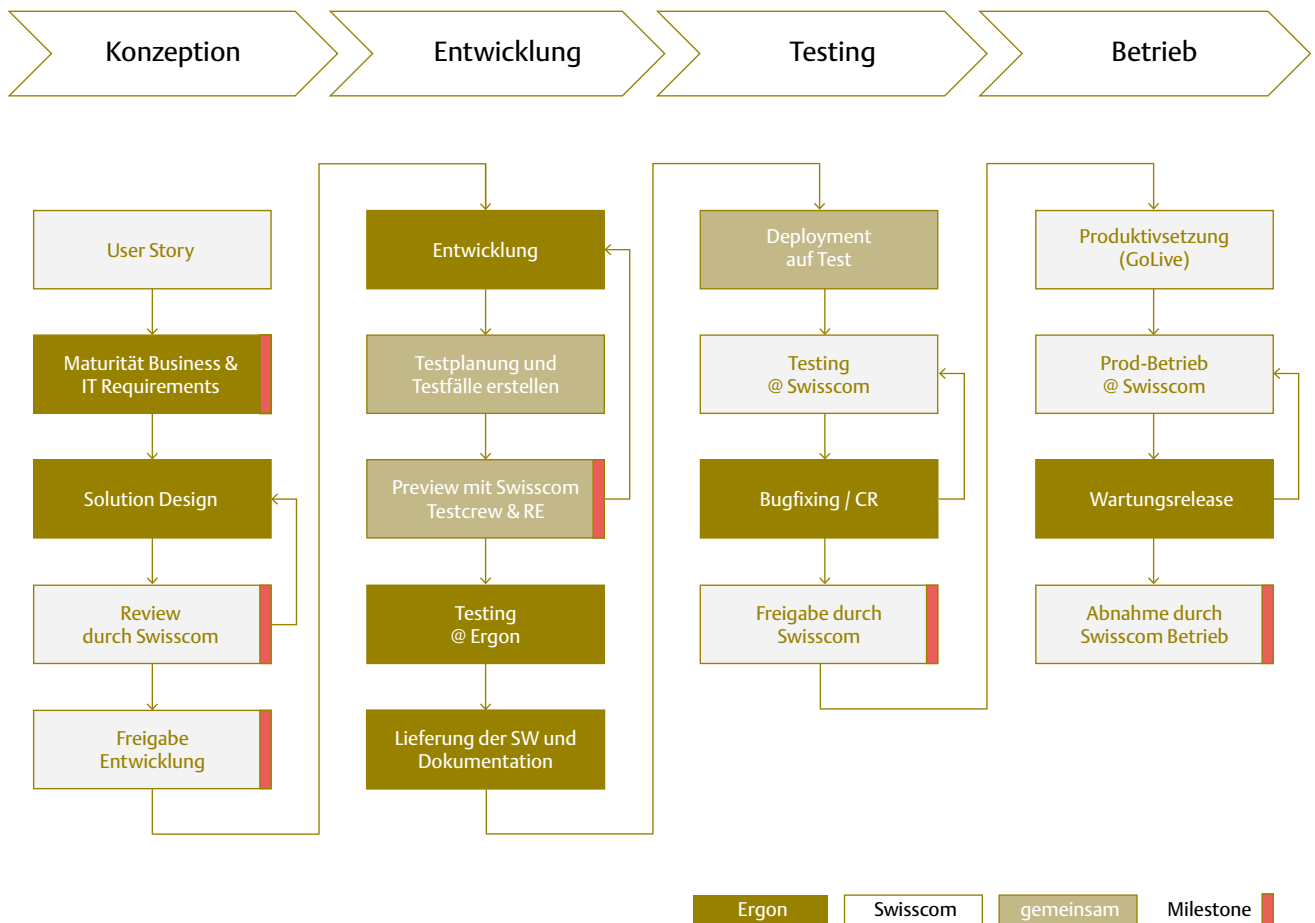 Konzeption
Entwicklung
Testing
Betrieb
User Story
Maturität Business &
IT Requirements
Solution Design
Review
durch Swisscom
Freigabe
Entwicklung
Entwicklung
Testplanung und
Testfälle erstellen
Preview mit Swisscom
Testcrew & RE
Testing
@ Ergon
Lieferung der SW und
Dokumentation
Deployment
auf Test
Testing
@ Swisscom
Bugfixing / CR
Freigabe durch
Swisscom
Produktivsetzung
(GoLive)
Prod-Betrieb
@ Swisscom
Wartungsrelease
Abnahme durch
Swisscom Betrieb
Ergon
Swisscom
gemeinsam
Milestone